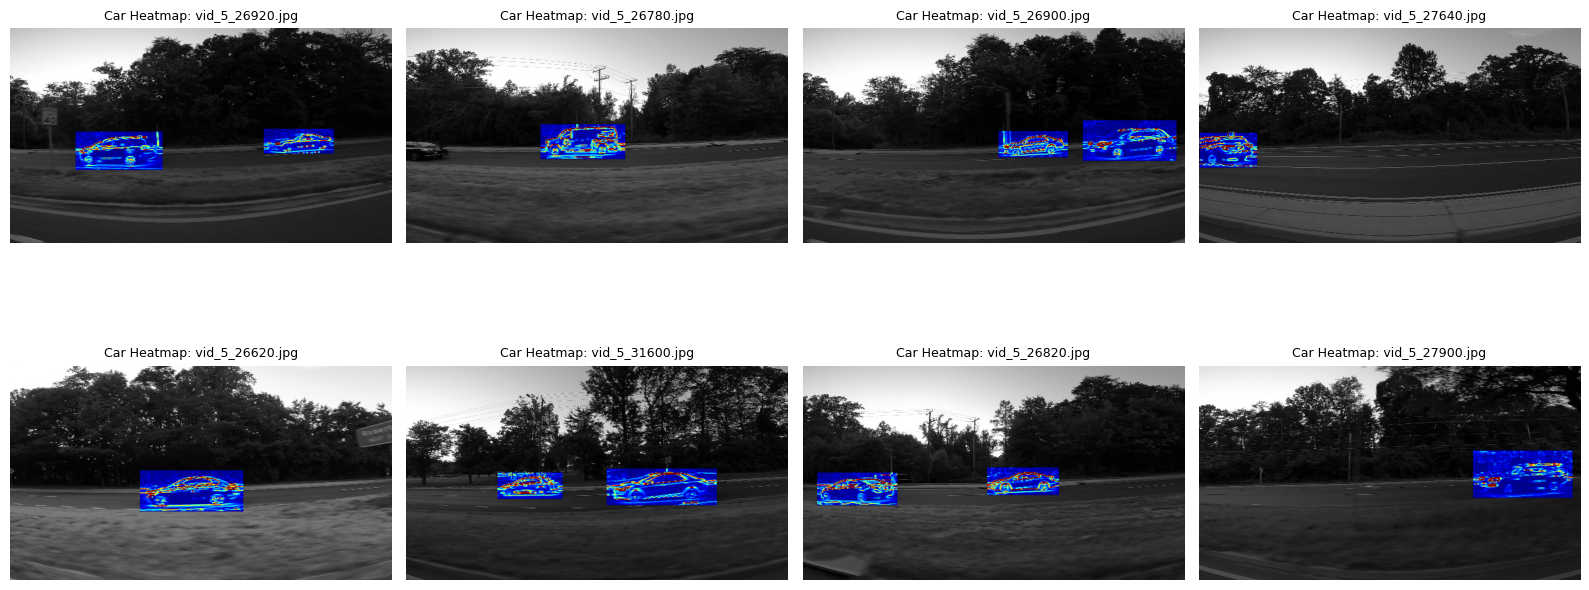 Car Heatmap: vid_5_26920.jpg
Car Heatmap: vid_5_26780.jpg
Car Heatmap: vid_5_26900.jpg
Car Heatmap: vid_5_27640.jpg
Car Heatmap: vid_5_26620.jpg
Car Heatmap: vid_5_31600.jpg
Car Heatmap: vid_5_26820.jpg
Car Heatmap: vid_5_27900.jpg